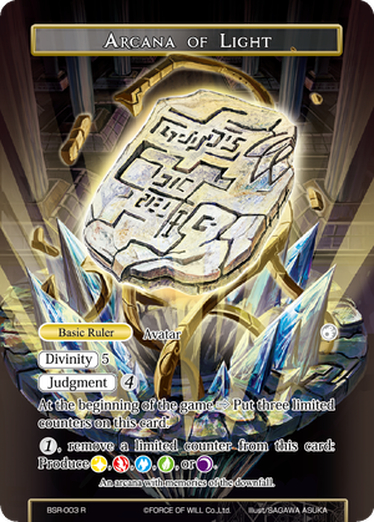 ARCANA OF LIGHT
Basic Ruler Avatar
Divinity 5
Judgment 4
At the beginning of the game ⇒ Put three limited
counters on this card.
1, remove a limited counter from this card:
Produce , , , , or .
An arcana with memories of the downfall.
BSR-003 R ©FORCE OF WILL Co.,Ltd. Illust/SAGAWA ASUKA